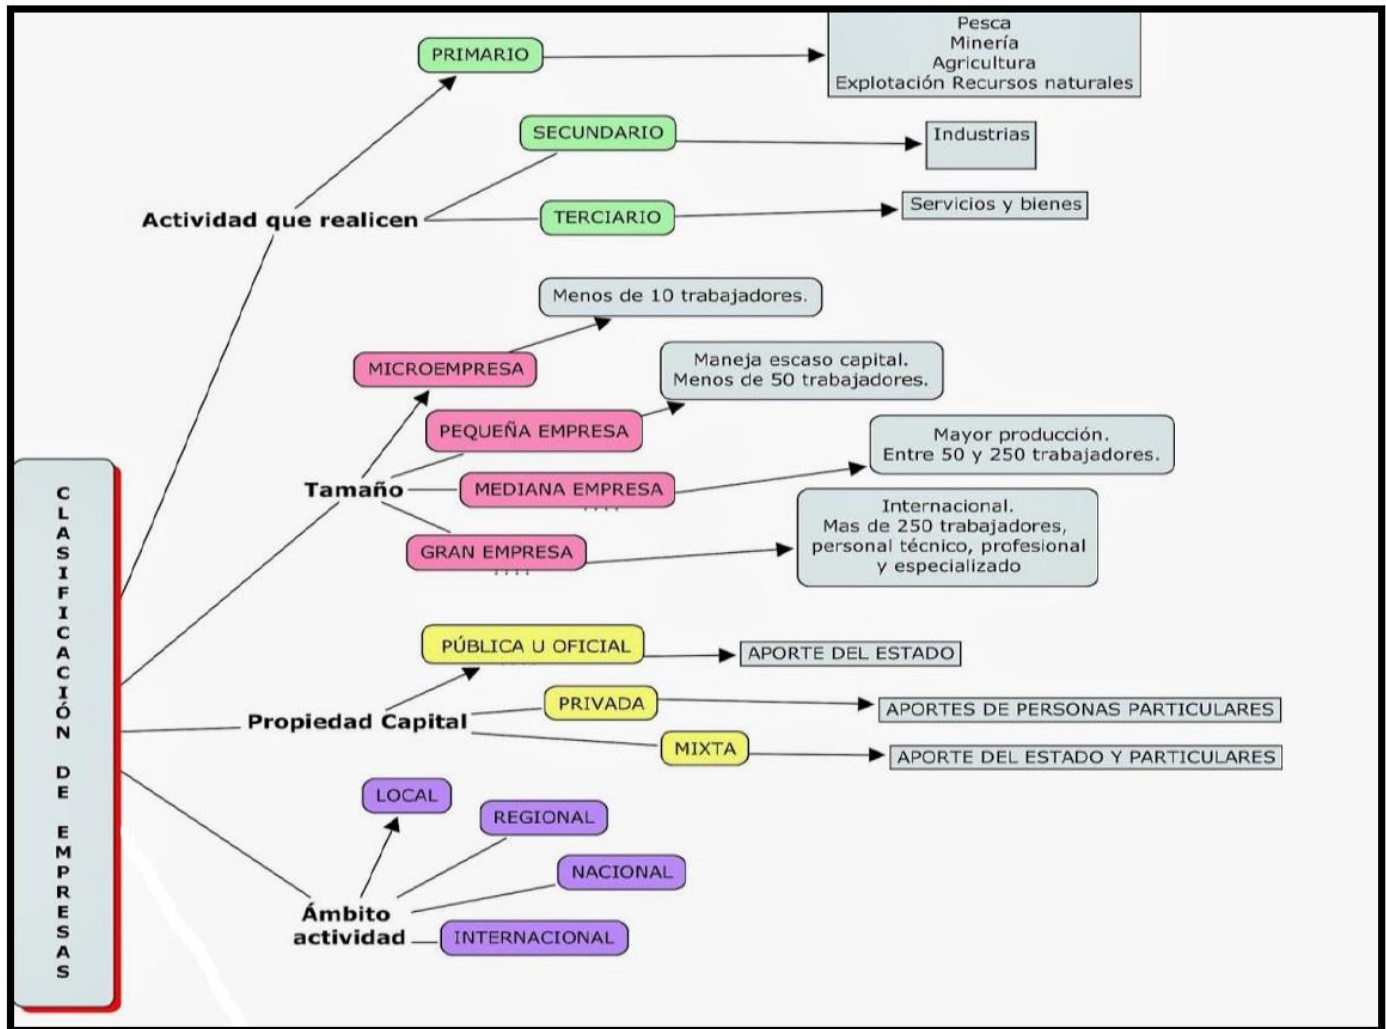 CLASIFICACIÓN DE EMPRESAS
Actividad que realicen
PRIMARIO
Pesca
Minería
Agricultura
Explotación Recursos naturales
SECUNDARIO
Industrias
TERCIARIO
Servicios y bienes
Tamaño
MICROEMPRESA
Menos de 10 trabajadores.
PEQUEÑA EMPRESA
Maneja escaso capital.
Menos de 50 trabajadores.
MEDIANA EMPRESA
Mayor producción.
Entre 50 y 250 trabajadores.
GRAN EMPRESA
Internacional.
Mas de 250 trabajadores,
personal técnico, profesional
y especializado
Propiedad Capital
PÚBLICA U OFICIAL
APORTE DEL ESTADO
PRIVADA
APORTES DE PERSONAS PARTICULARES
MIXTA
APORTE DEL ESTADO Y PARTICULARES
Ámbito
actividad
LOCAL
REGIONAL
NACIONAL
INTERNACIONAL